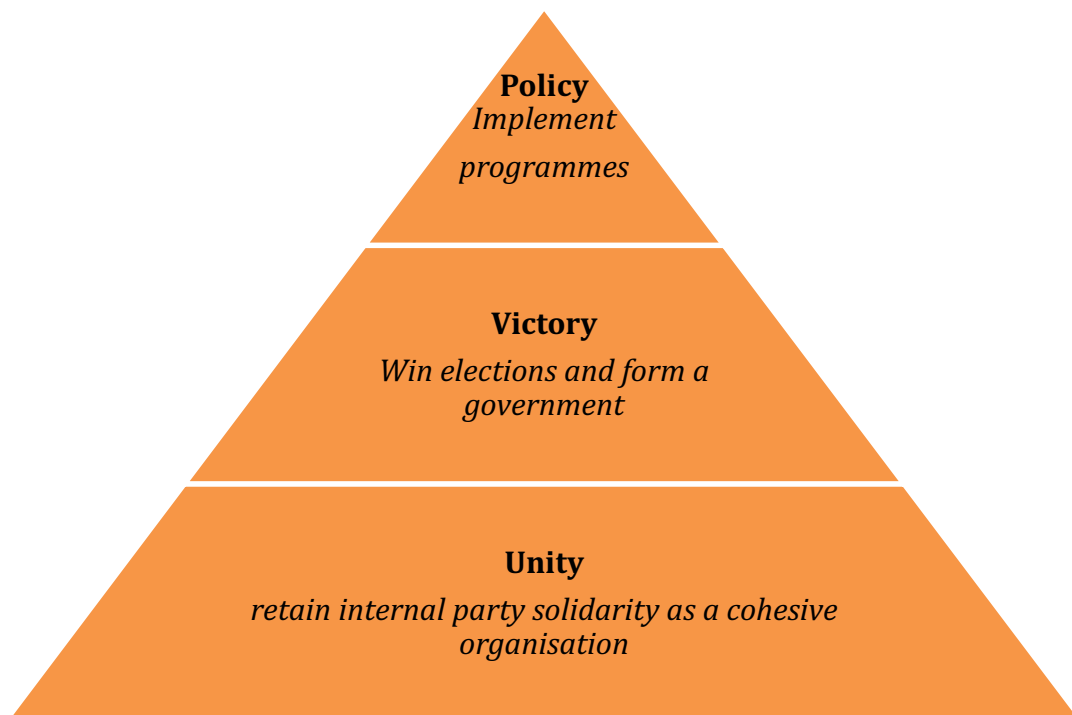 Policy
Implement
programmes
Victory
Win elections and form a
government
Unity
retain internal party solidarity as a cohesive
organisation